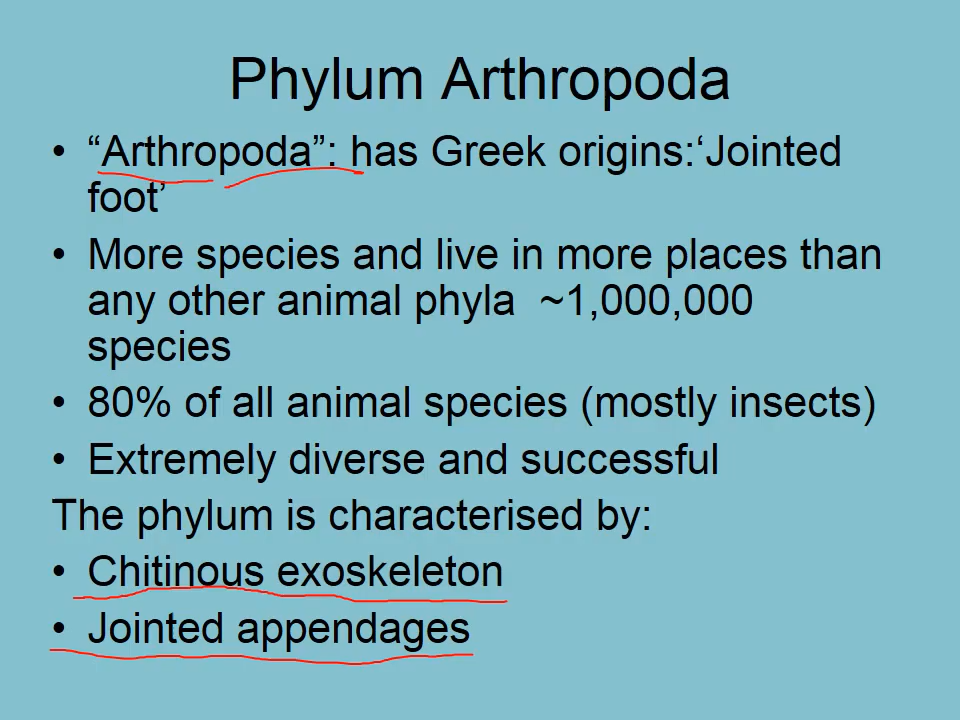 Phylum Arthropoda
• “Arthropoda”: has Greek origins:‘Jointed
foot’
• More species and live in more places than
any other animal phyla ~1,000,000
species
• 80% of all animal species (mostly insects)
• Extremely diverse and successful
The phylum is characterised by:
• Chitinous exoskeleton
• Jointed appendages